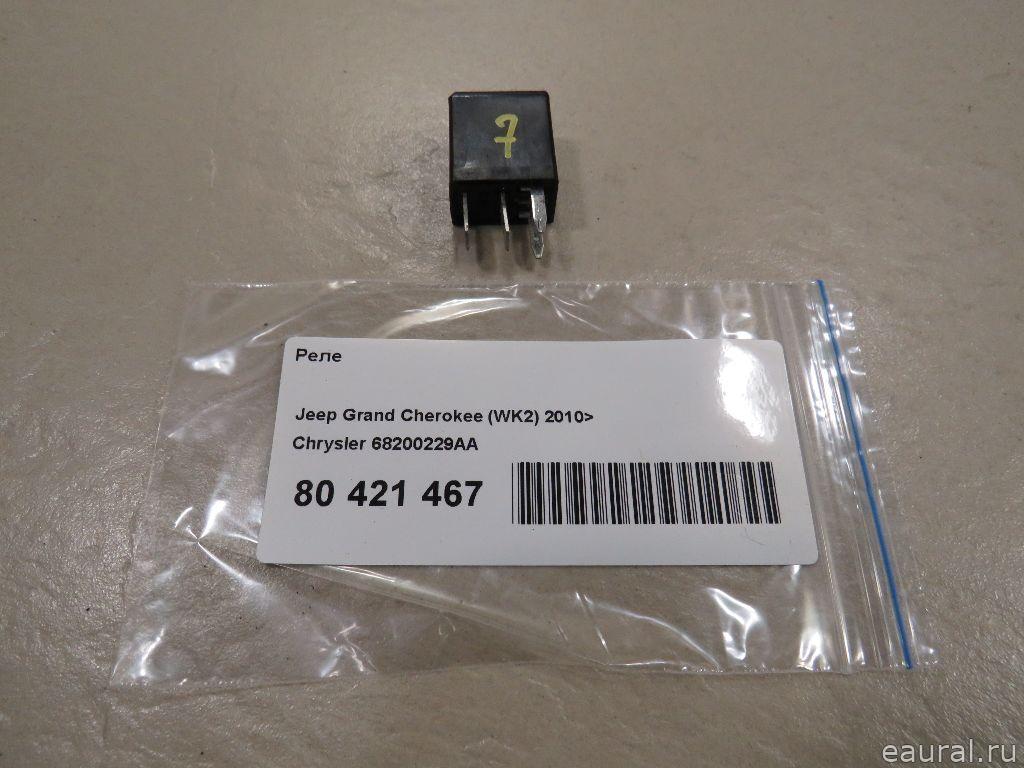 7
Реле
Jeep Grand Cherokee (WK2) 2010>
Chrysler 68200229AA
80 421 467
eaural.ru